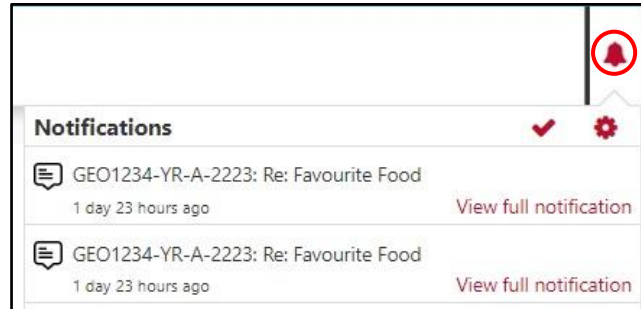 Notifications
GEO1234-YR-A-2223: Re: Favourite Food
1 day 23 hours ago View full notification
GEO1234-YR-A-2223: Re: Favourite Food
1 day 23 hours ago View full notification